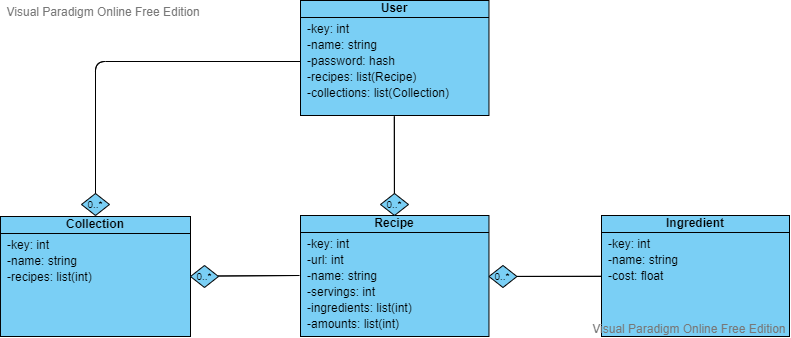 Visual Paradigm Online Free Edition
User
-key: int
-name: string
-password: hash
-recipes: list(Recipe)
-collections: list(Collection)
0..*
0..*
Collection
-key: int
-name: string
-recipes: list(int)
0..*
Recipe
-key: int
-url: int
-name: string
-servings: int
-ingredients: list(int)
-amounts: list(int)
0..*
Ingredient
-key: int
-name: string
-cost: float
Visual Paradigm Online Free Edition